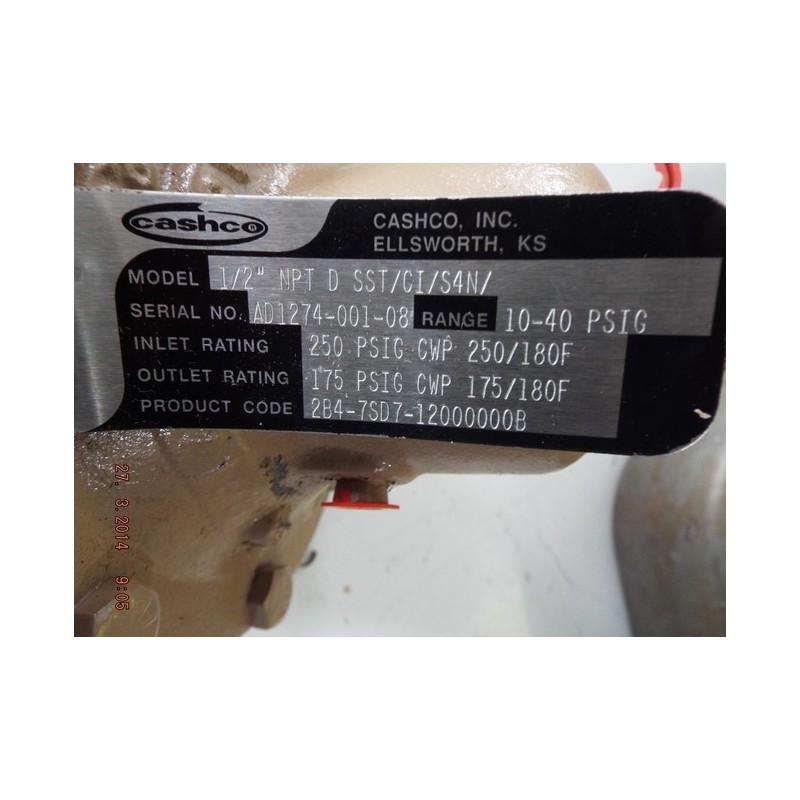 cashco®
CASHCO, INC.
ELLSWORTH, KS
MODEL 1/2" NPT D SST/CI/S4N/
SERIAL NO. AD1274-001-08 RANGE 10-40 PSIG
INLET RATING 250 PSIG CWP 250/180F
OUTLET RATING 175 PSIG CWP 175/180F
PRODUCT CODE 2B4-7SD7-12000000B
27. 3.2014 9:05